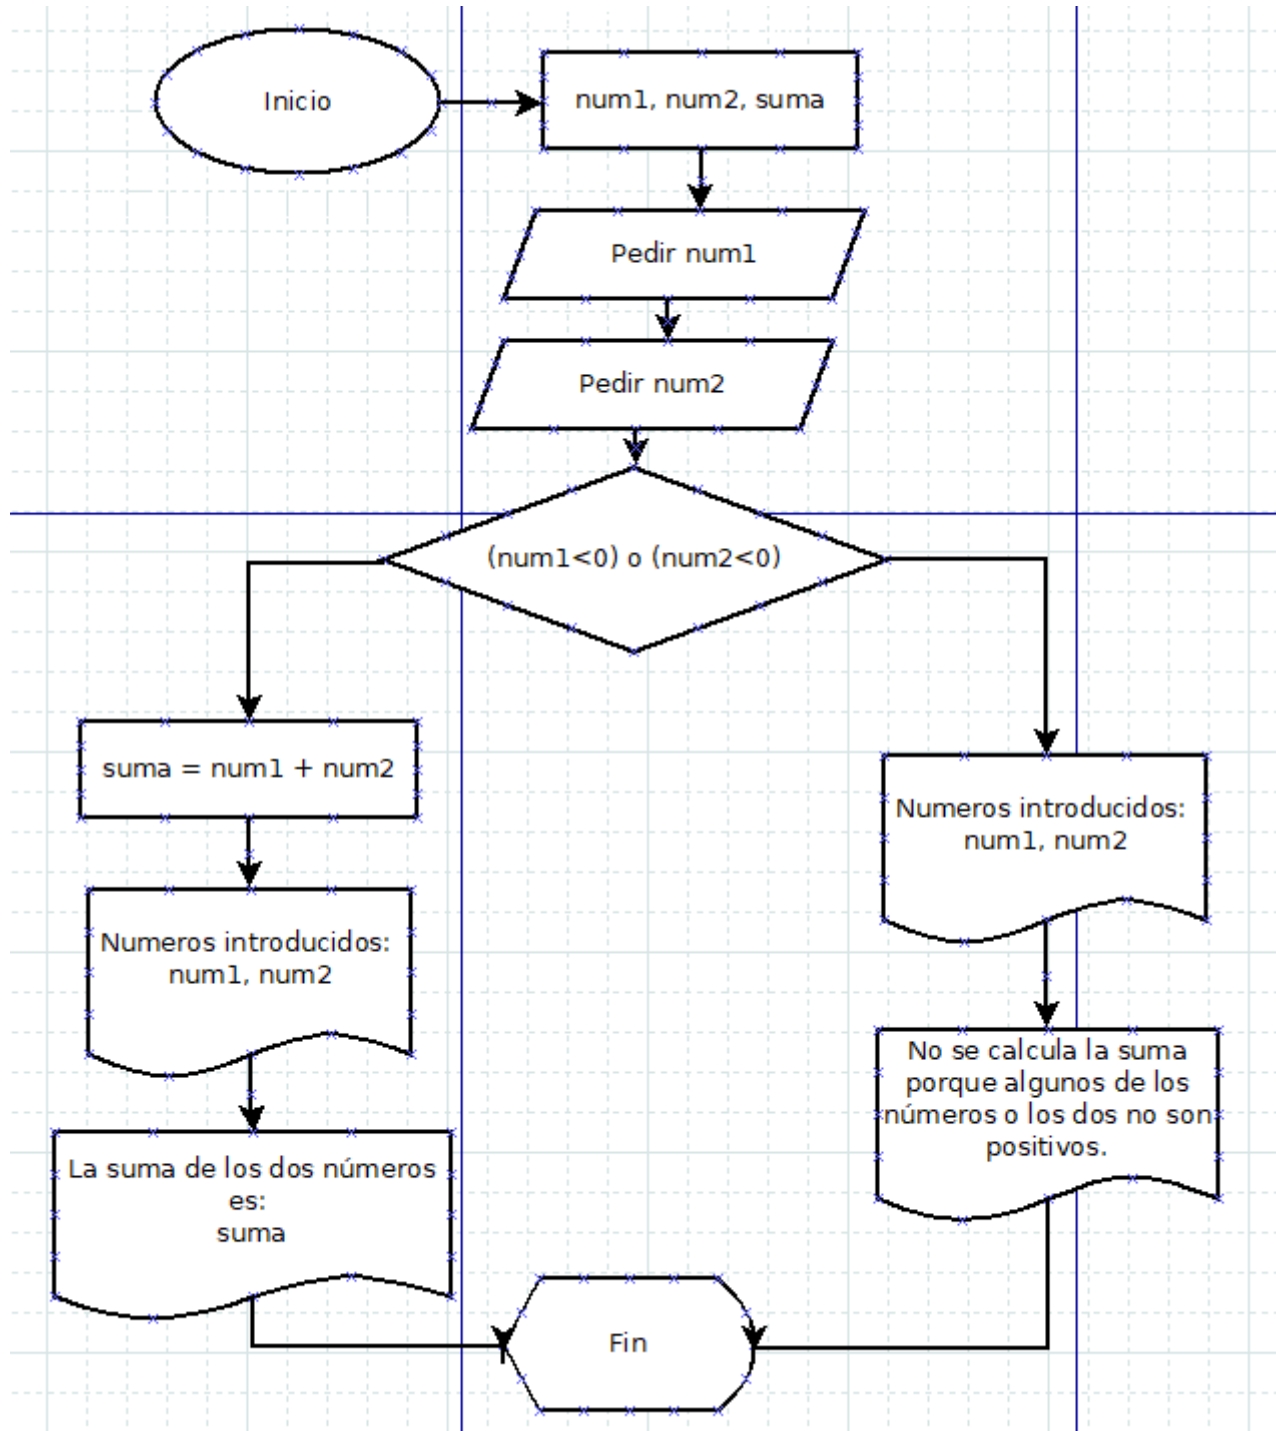 Inicio
num1, num2, suma
Pedir num1
Pedir num2
(num1<0) o (num2<0)
suma = num1 + num2
Numeros introducidos:
num1, num2
La suma de los dos números
es:
suma
Numeros introducidos:
num1, num2
No se calcula la suma
porque algunos de los
números o los dos no son
positivos.
Fin